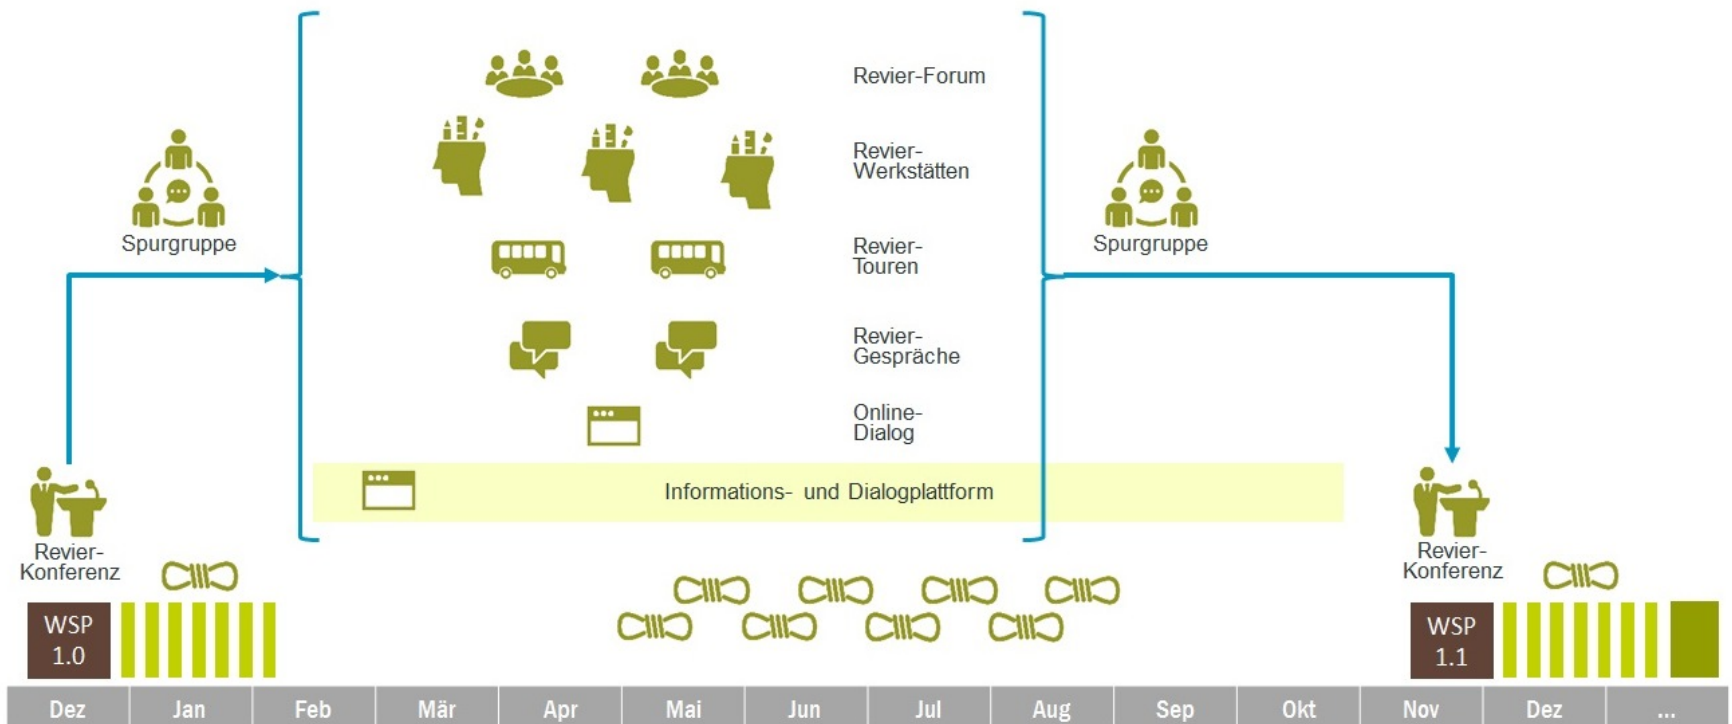 Revier-Forum
Revier-
Werkstätten
Spurgruppe
Spurgruppe
Revier-
Touren
Revier-
Gespräche
Online-
Dialog
Informations- und Dialogplattform
Revier-
Konferenz
Revier-
Konferenz
WSP
1.0
WSP
1.1
Dez Jan Feb Mär Apr Mai Jun Jul Aug Sep Okt Nov Dez ...